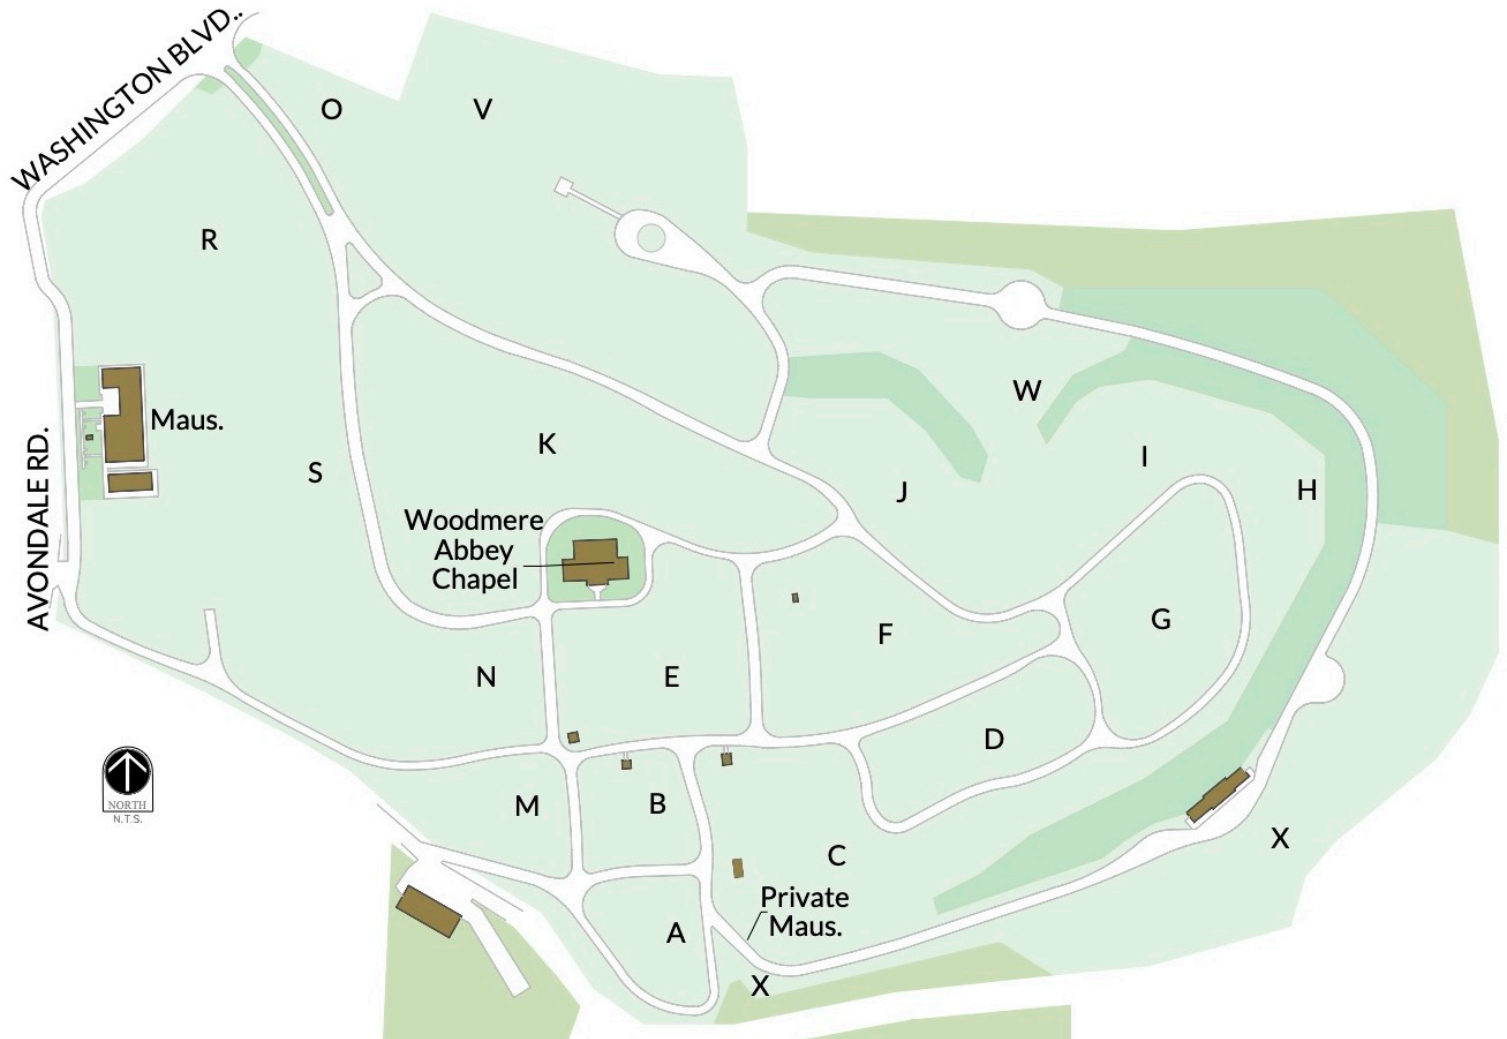 WASHINGTON BLVD..
O
V
R
Maus.
AVONDALE RD.
S
K
W
I
J
H
Woodmere
Abbey
Chapel
G
F
N
E
D
NORTH
N.T.S.
M
B
C
X
Private
Maus.
A
X